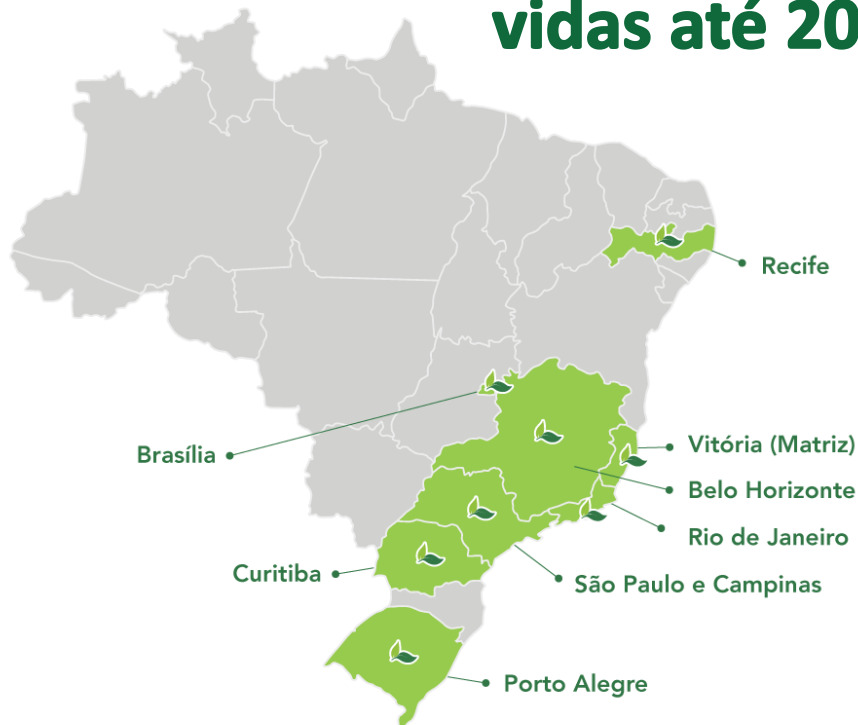 vidas até 20
Recife
Brasília
Vitória (Matriz)
Belo Horizonte
Rio de Janeiro
Curitiba
São Paulo e Campinas
Porto Alegre